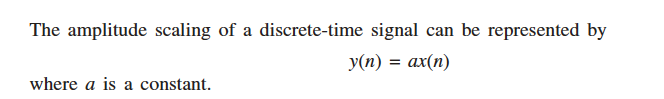 The amplitude scaling of a discrete-time signal can be represented by
y(n) = ax(n)
where a is a constant.